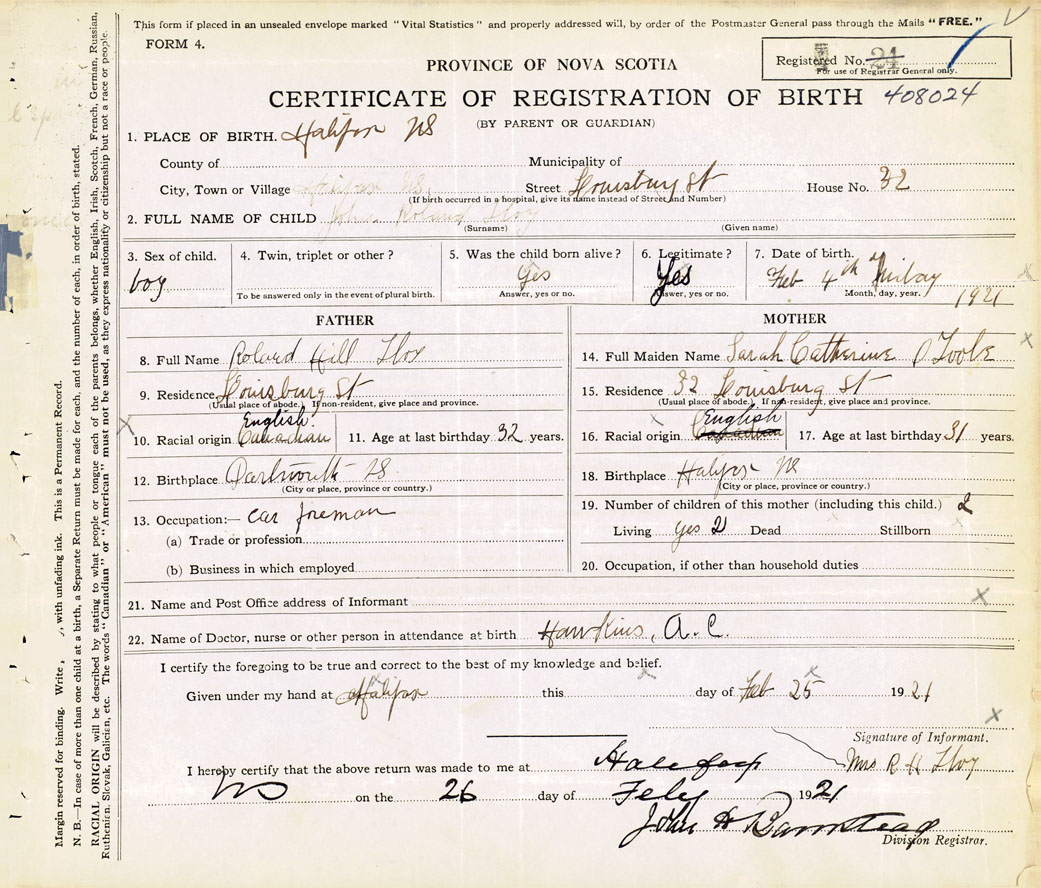 This form if placed in an unsealed envelope marked "Vital Statistics" and properly addressed will, by order of the Postmaster General pass through the Mails "FREE."
FORM 4.
Registered No. 24
For use of Registrar General only.
PROVINCE OF NOVA SCOTIA
CERTIFICATE OF REGISTRATION OF BIRTH 408024
(BY PARENT OR GUARDIAN)
1. PLACE OF BIRTH. Halifax NS
County of Municipality of
City, Town or Village Halifax NS, Street Louisburg St House No. 32
(If birth occurred in a hospital, give its name instead of Street and Number)
2. FULL NAME OF CHILD John Roland
(Surname) (Given name)
3. Sex of child. 4. Twin, triplet or other? 5. Was the child born alive? 6. Legitimate? 7. Date of birth.
boy Yes Yes Feb 4th 1921
To be answered only in the event of plural birth. Answer, yes or no. Answer, yes or no. Month, day, year.
FATHER
8. Full Name Roland Hill
9. Residence Louisburg St
(Usual place of abode.) If non-resident, give place and province.
English.
10. Racial origin Canadian 11. Age at last birthday 32 years.
12. Birthplace Dartmouth NS
(City or place, province or country.)
13. Occupation:— Car foreman
(a) Trade or profession
(b) Business in which employed
MOTHER
14. Full Maiden Name Sarah Catherine O'Toole
15. Residence 32 Louisburg St
(Usual place of abode.) If non-resident, give place and province.
English
16. Racial origin Canadian 17. Age at last birthday 31 years.
18. Birthplace Halifax NS
(City or place, province or country.)
19. Number of children of this mother (including this child.) 2
Living yes 2 Dead Stillborn
20. Occupation, if other than household duties
21. Name and Post Office address of Informant
22. Name of Doctor, nurse or other person in attendance at birth Hawkins, A. C.
I certify the foregoing to be true and correct to the best of my knowledge and belief.
Given under my hand at Halifax this day of Feb 25 1921
Signature of Informant.
Mrs R H
I hereby certify that the above return was made to me at Halifax
NS on the 26 day of Feby 1921
John H Barnstead
Division Registrar.
Margin reserved for binding. Write, with unfading ink. This is a Permanent Record.
N. B.—In case of more than one child at a birth, a Separate Return must be made for each, and the number of each, in order of birth, stated.
RACIAL ORIGIN will be described by stating to what people or tongue each of the parents belongs, whether English, Irish, Scotch, French, German, Russian,
Ruthenien, Slovak, Galician, etc. The words "Canadian" or "American" must not be used, as they express nationality or citizenship but not a race or people.